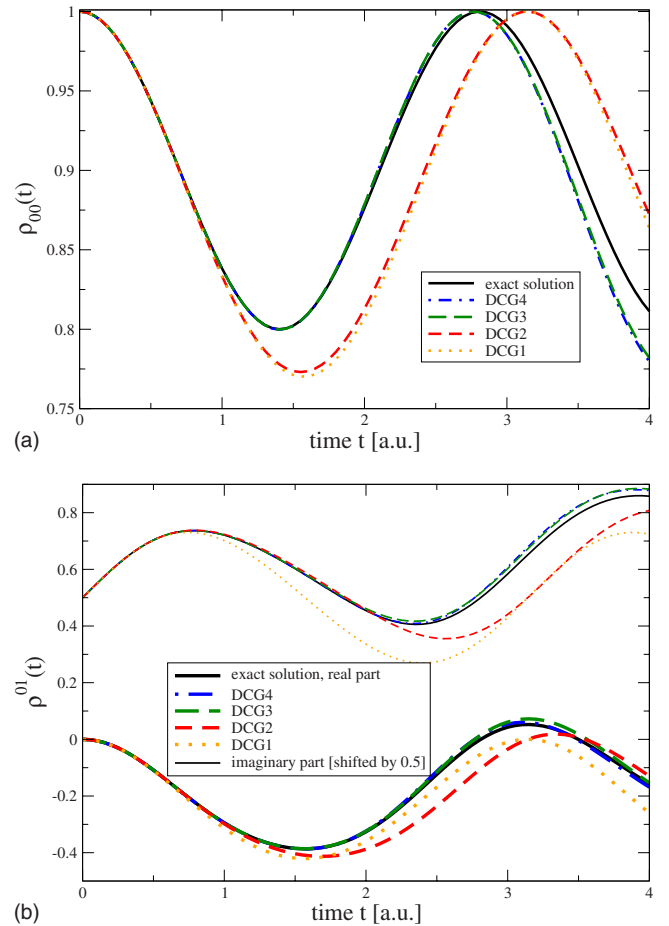 1
0.95
0.9
0.85
0.8
0.75
ρ00(t)
exact solution
DCG4
DCG3
DCG2
DCG1
0 1 2 3 4
(a)
time t [a.u.]
0.8
0.6
0.4
0.2
0
-0.2
-0.4
ρ01(t)
exact solution, real part
DCG4
DCG3
DCG2
DCG1
imaginary part [shifted by 0.5]
0 1 2 3 4
(b)
time t [a.u.]